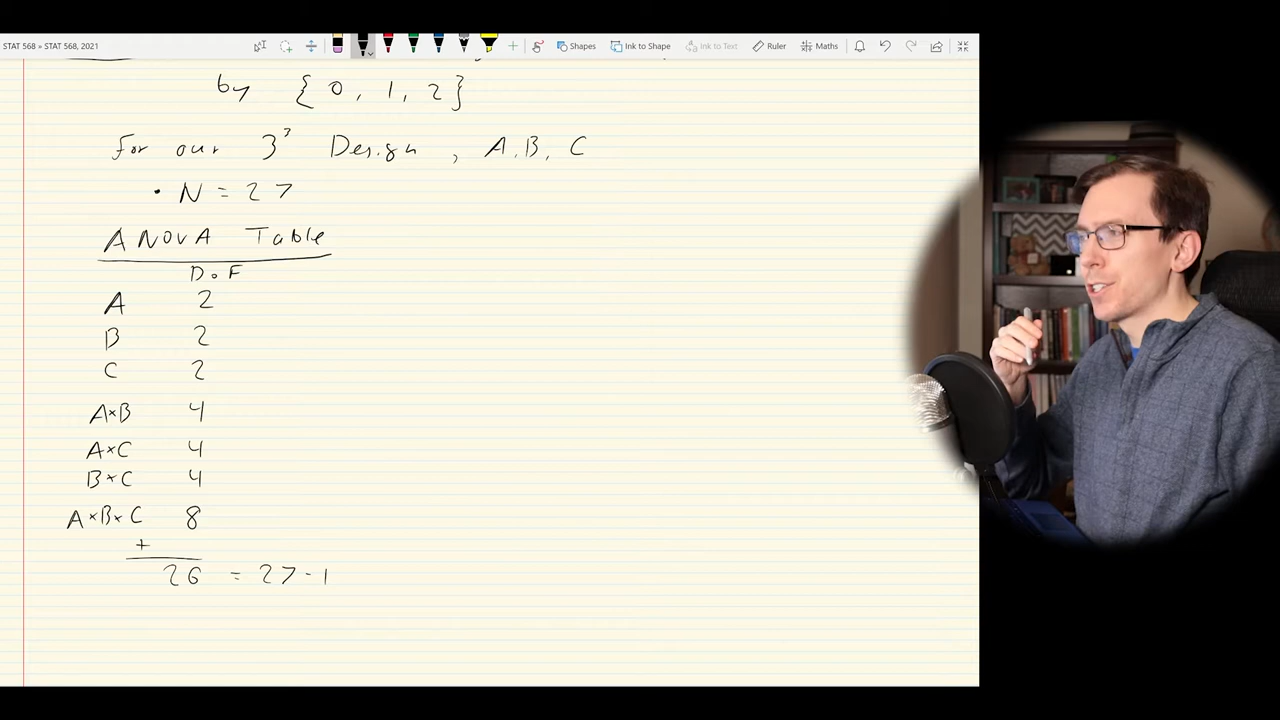 STAT 568 » STAT 568, 2021
Shapes Ink to Shape Ink to Text Ruler Maths
by {0, 1, 2}
For our 3³ Design, A, B, C
• N = 27
ANOVA Table
DoF
A 2
B 2
C 2
A×B 4
A×C 4
B×C 4
A×B×C 8
+
26 = 27-1